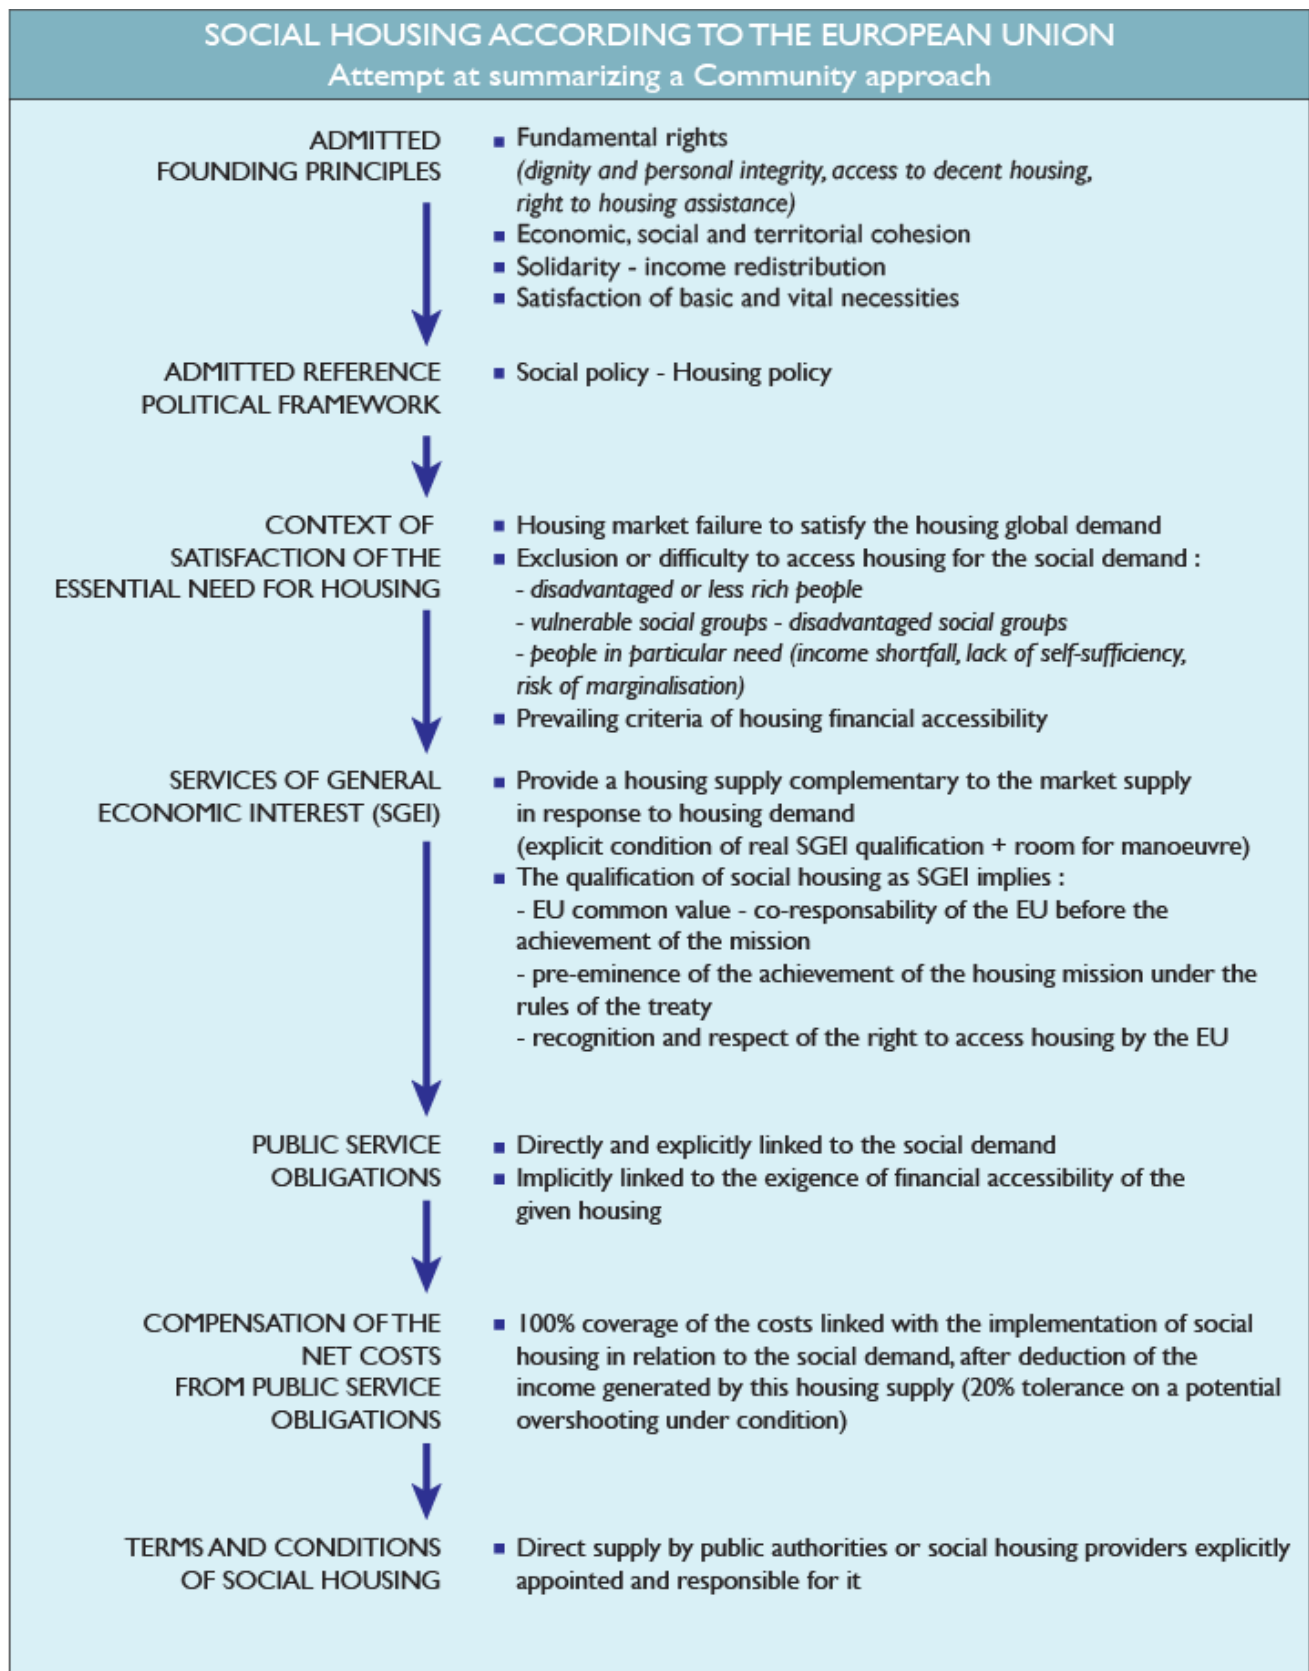 SOCIAL HOUSING ACCORDING TO THE EUROPEAN UNION
Attempt at summarizing a Community approach
ADMITTED
FOUNDING PRINCIPLES
▪ Fundamental rights
(dignity and personal integrity, access to decent housing,
right to housing assistance)
▪ Economic, social and territorial cohesion
▪ Solidarity - income redistribution
▪ Satisfaction of basic and vital necessities
ADMITTED REFERENCE
POLITICAL FRAMEWORK
▪ Social policy - Housing policy
CONTEXT OF
SATISFACTION OF THE
ESSENTIAL NEED FOR HOUSING
▪ Housing market failure to satisfy the housing global demand
▪ Exclusion or difficulty to access housing for the social demand :
- disadvantaged or less rich people
- vulnerable social groups - disadvantaged social groups
- people in particular need (income shortfall, lack of self-sufficiency,
risk of marginalisation)
▪ Prevailing criteria of housing financial accessibility
SERVICES OF GENERAL
ECONOMIC INTEREST (SGEI)
▪ Provide a housing supply complementary to the market supply
in response to housing demand
(explicit condition of real SGEI qualification + room for manoeuvre)
▪ The qualification of social housing as SGEI implies :
- EU common value - co-responsability of the EU before the
achievement of the mission
- pre-eminence of the achievement of the housing mission under the
rules of the treaty
- recognition and respect of the right to access housing by the EU
PUBLIC SERVICE
OBLIGATIONS
▪ Directly and explicitly linked to the social demand
▪ Implicitly linked to the exigence of financial accessibility of the
given housing
COMPENSATION OF THE
NET COSTS
FROM PUBLIC SERVICE
OBLIGATIONS
▪ 100% coverage of the costs linked with the implementation of social
housing in relation to the social demand, after deduction of the
income generated by this housing supply (20% tolerance on a potential
overshooting under condition)
TERMS AND CONDITIONS
OF SOCIAL HOUSING
▪ Direct supply by public authorities or social housing providers explicitly
appointed and responsible for it